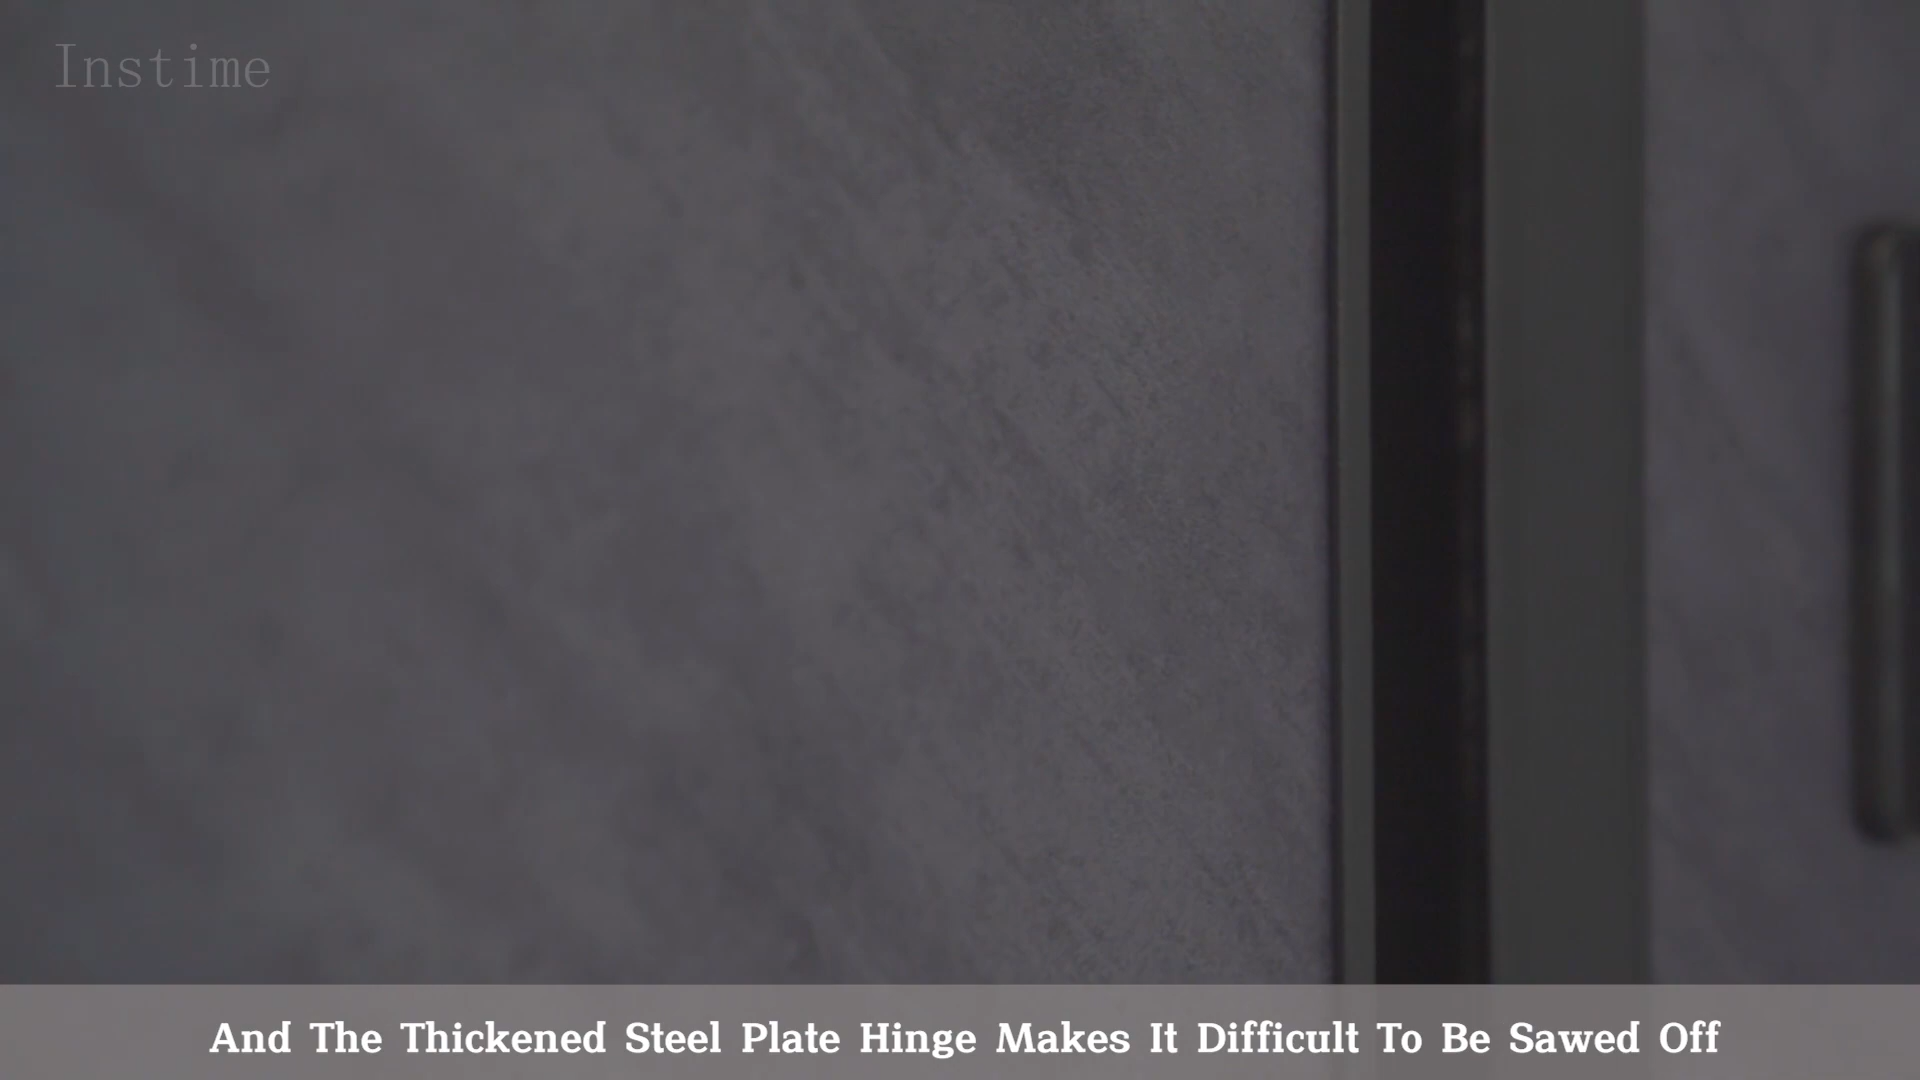 Instime
And The Thickened Steel Plate Hinge Makes It Difficult To Be Sawed Off